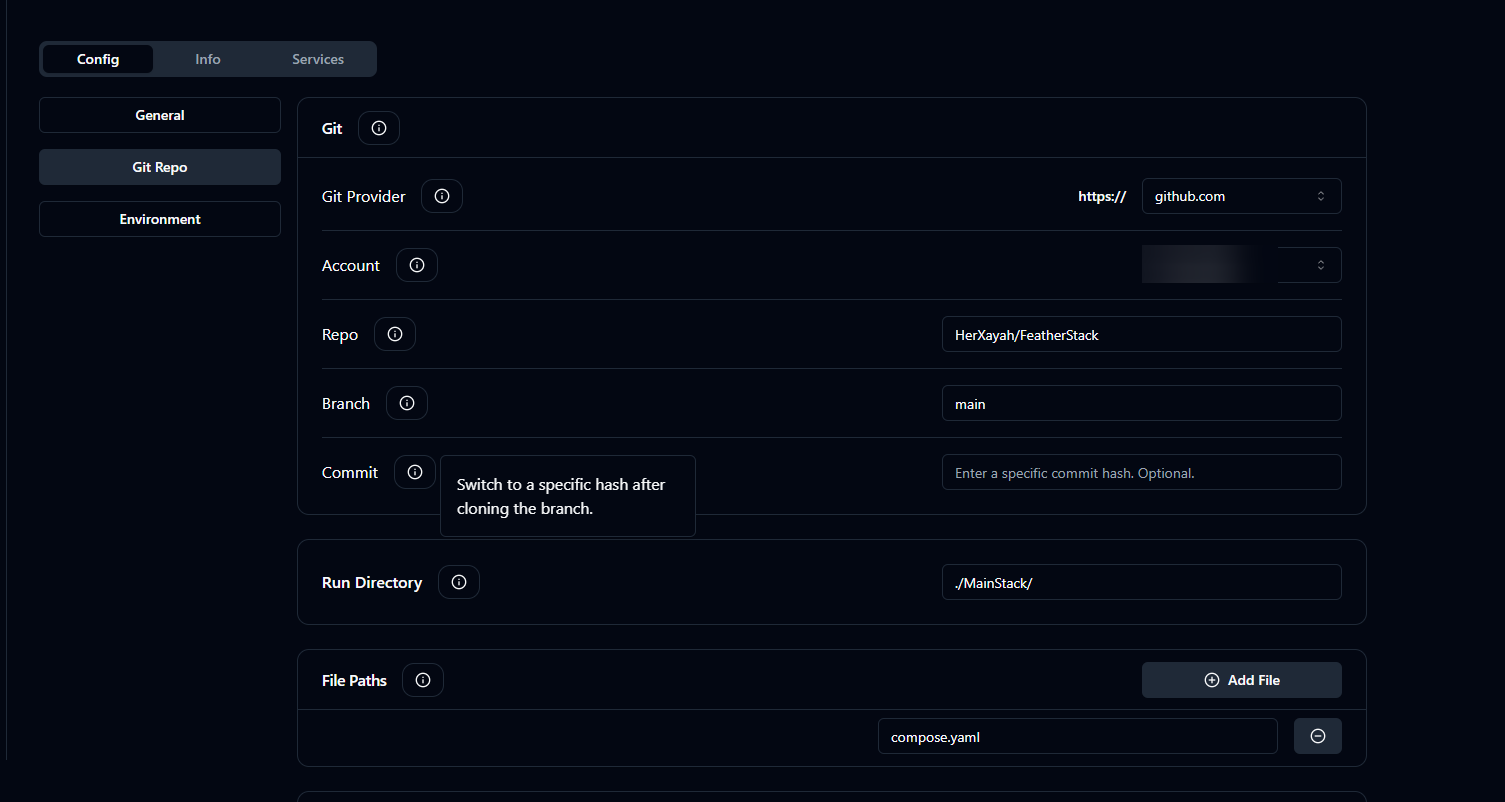 Config Info Services
General
Git Repo
Environment
Git
Git Provider https:// github.com
Account
Repo HerXayah/FeatherStack
Branch main
Commit Enter a specific commit hash. Optional.
Switch to a specific hash after
cloning the branch.
Run Directory ./MainStack/
File Paths Add File
compose.yaml